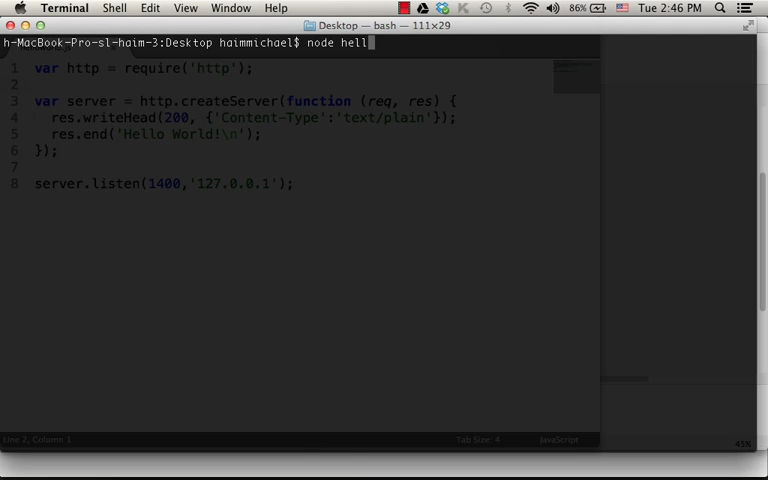 Terminal Shell Edit View Window Help 86% Tue 2:46 PM
Desktop — bash — 111×29
h-MacBook-Pro-sl-haim-3:Desktop haimmichael$ node hell
1 var http = require('http');
2
3 var server = http.createServer(function (req, res) {
4 res.writeHead(200, {'Content-Type':'text/plain'});
5 res.end('Hello World!\n');
6 });
7
8 server.listen(1400,'127.0.0.1');
Line 2, Column 1 Tab Size: 4 JavaScript
45%